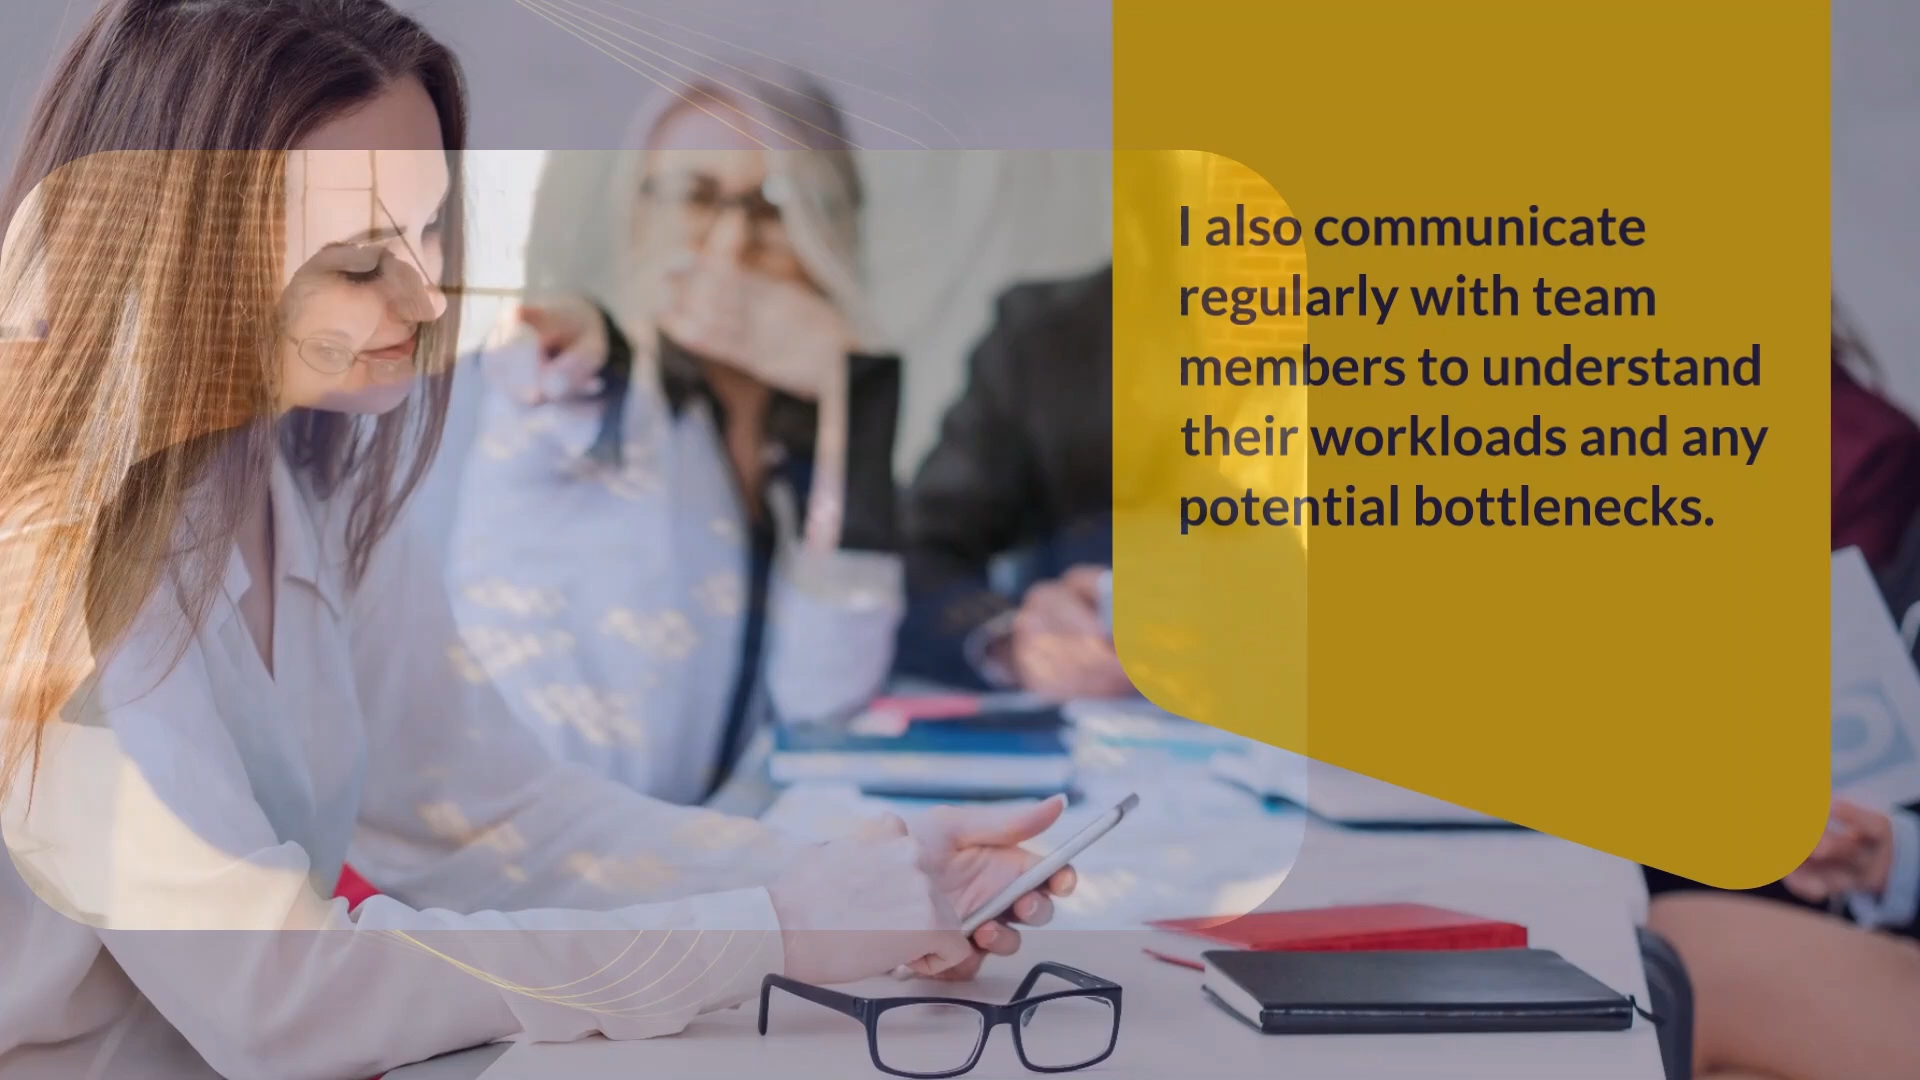 I also communicate
regularly with team
members to understand
their workloads and any
potential bottlenecks.